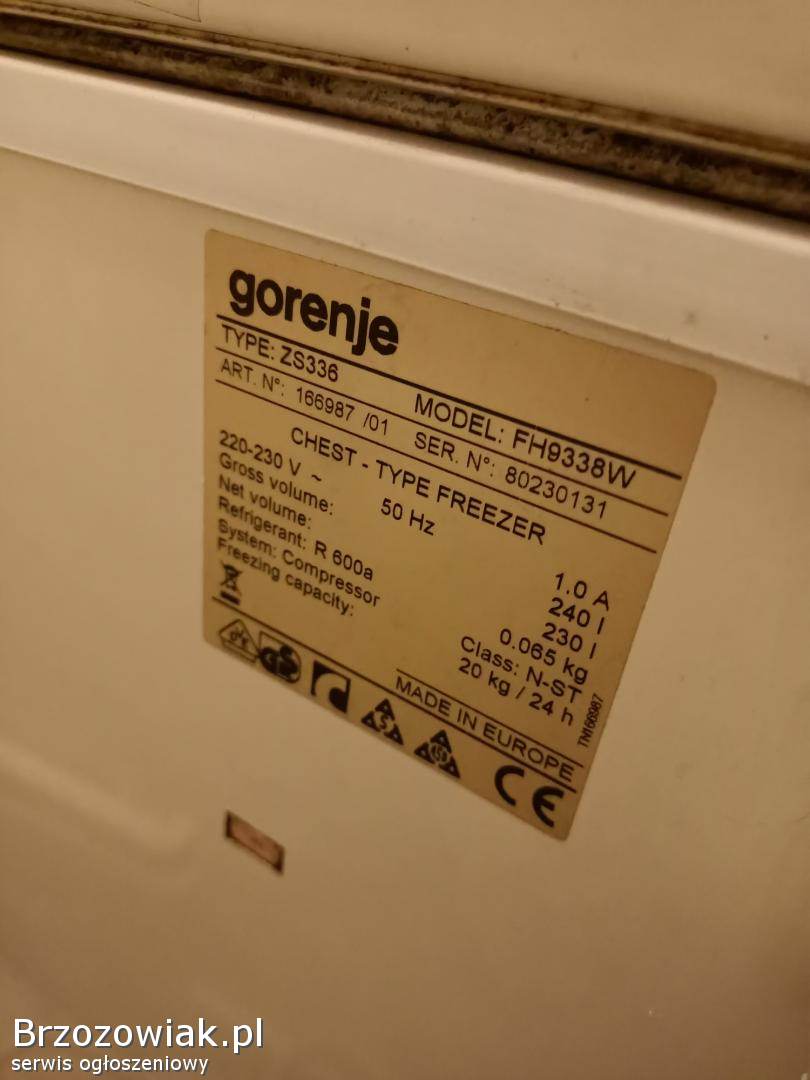 gorenje
TYPE: ZS336 MODEL: FH9338W
ART. N°: 166987 /01 SER. N°: 80230131
CHEST - TYPE FREEZER
220-230 V ~ 50 Hz 1.0 A
Gross volume: 240 l
Net volume: 230 l
Refrigerant: R 600a 0.065 kg
System: Compressor Class: N-ST
Freezing capacity: 20 kg / 24 h
TN166987
MADE IN EUROPE
CE
Brzozowiak.pl
serwis ogłoszeniowy